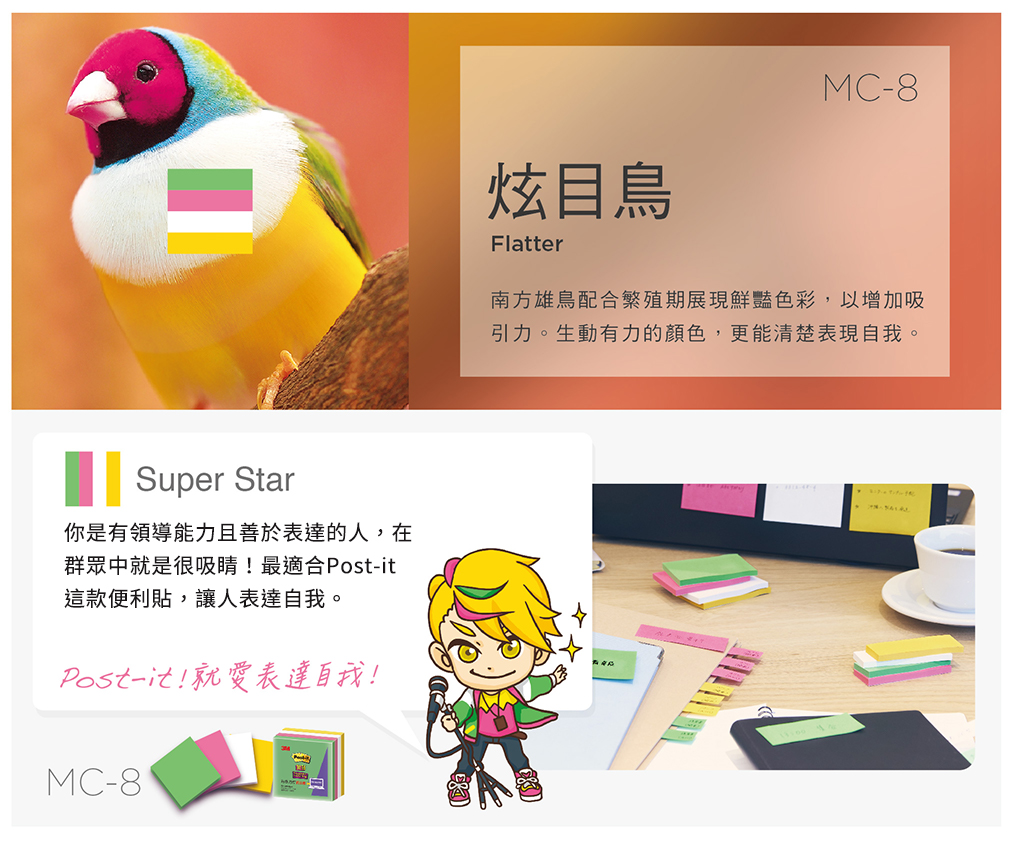 MC-8
炫目鳥
Flatter
南方雄鳥配合繁殖期展現鮮豔色彩，以增加吸
引力。生動有力的顏色，更能清楚表現自我。
Super Star
你是有領導能力且善於表達的人，在
群眾中就是很吸睛！最適合Post-it
這款便利貼，讓人表達自我。
Post-it!就愛表達自我!
MC-8
3M
Post-it